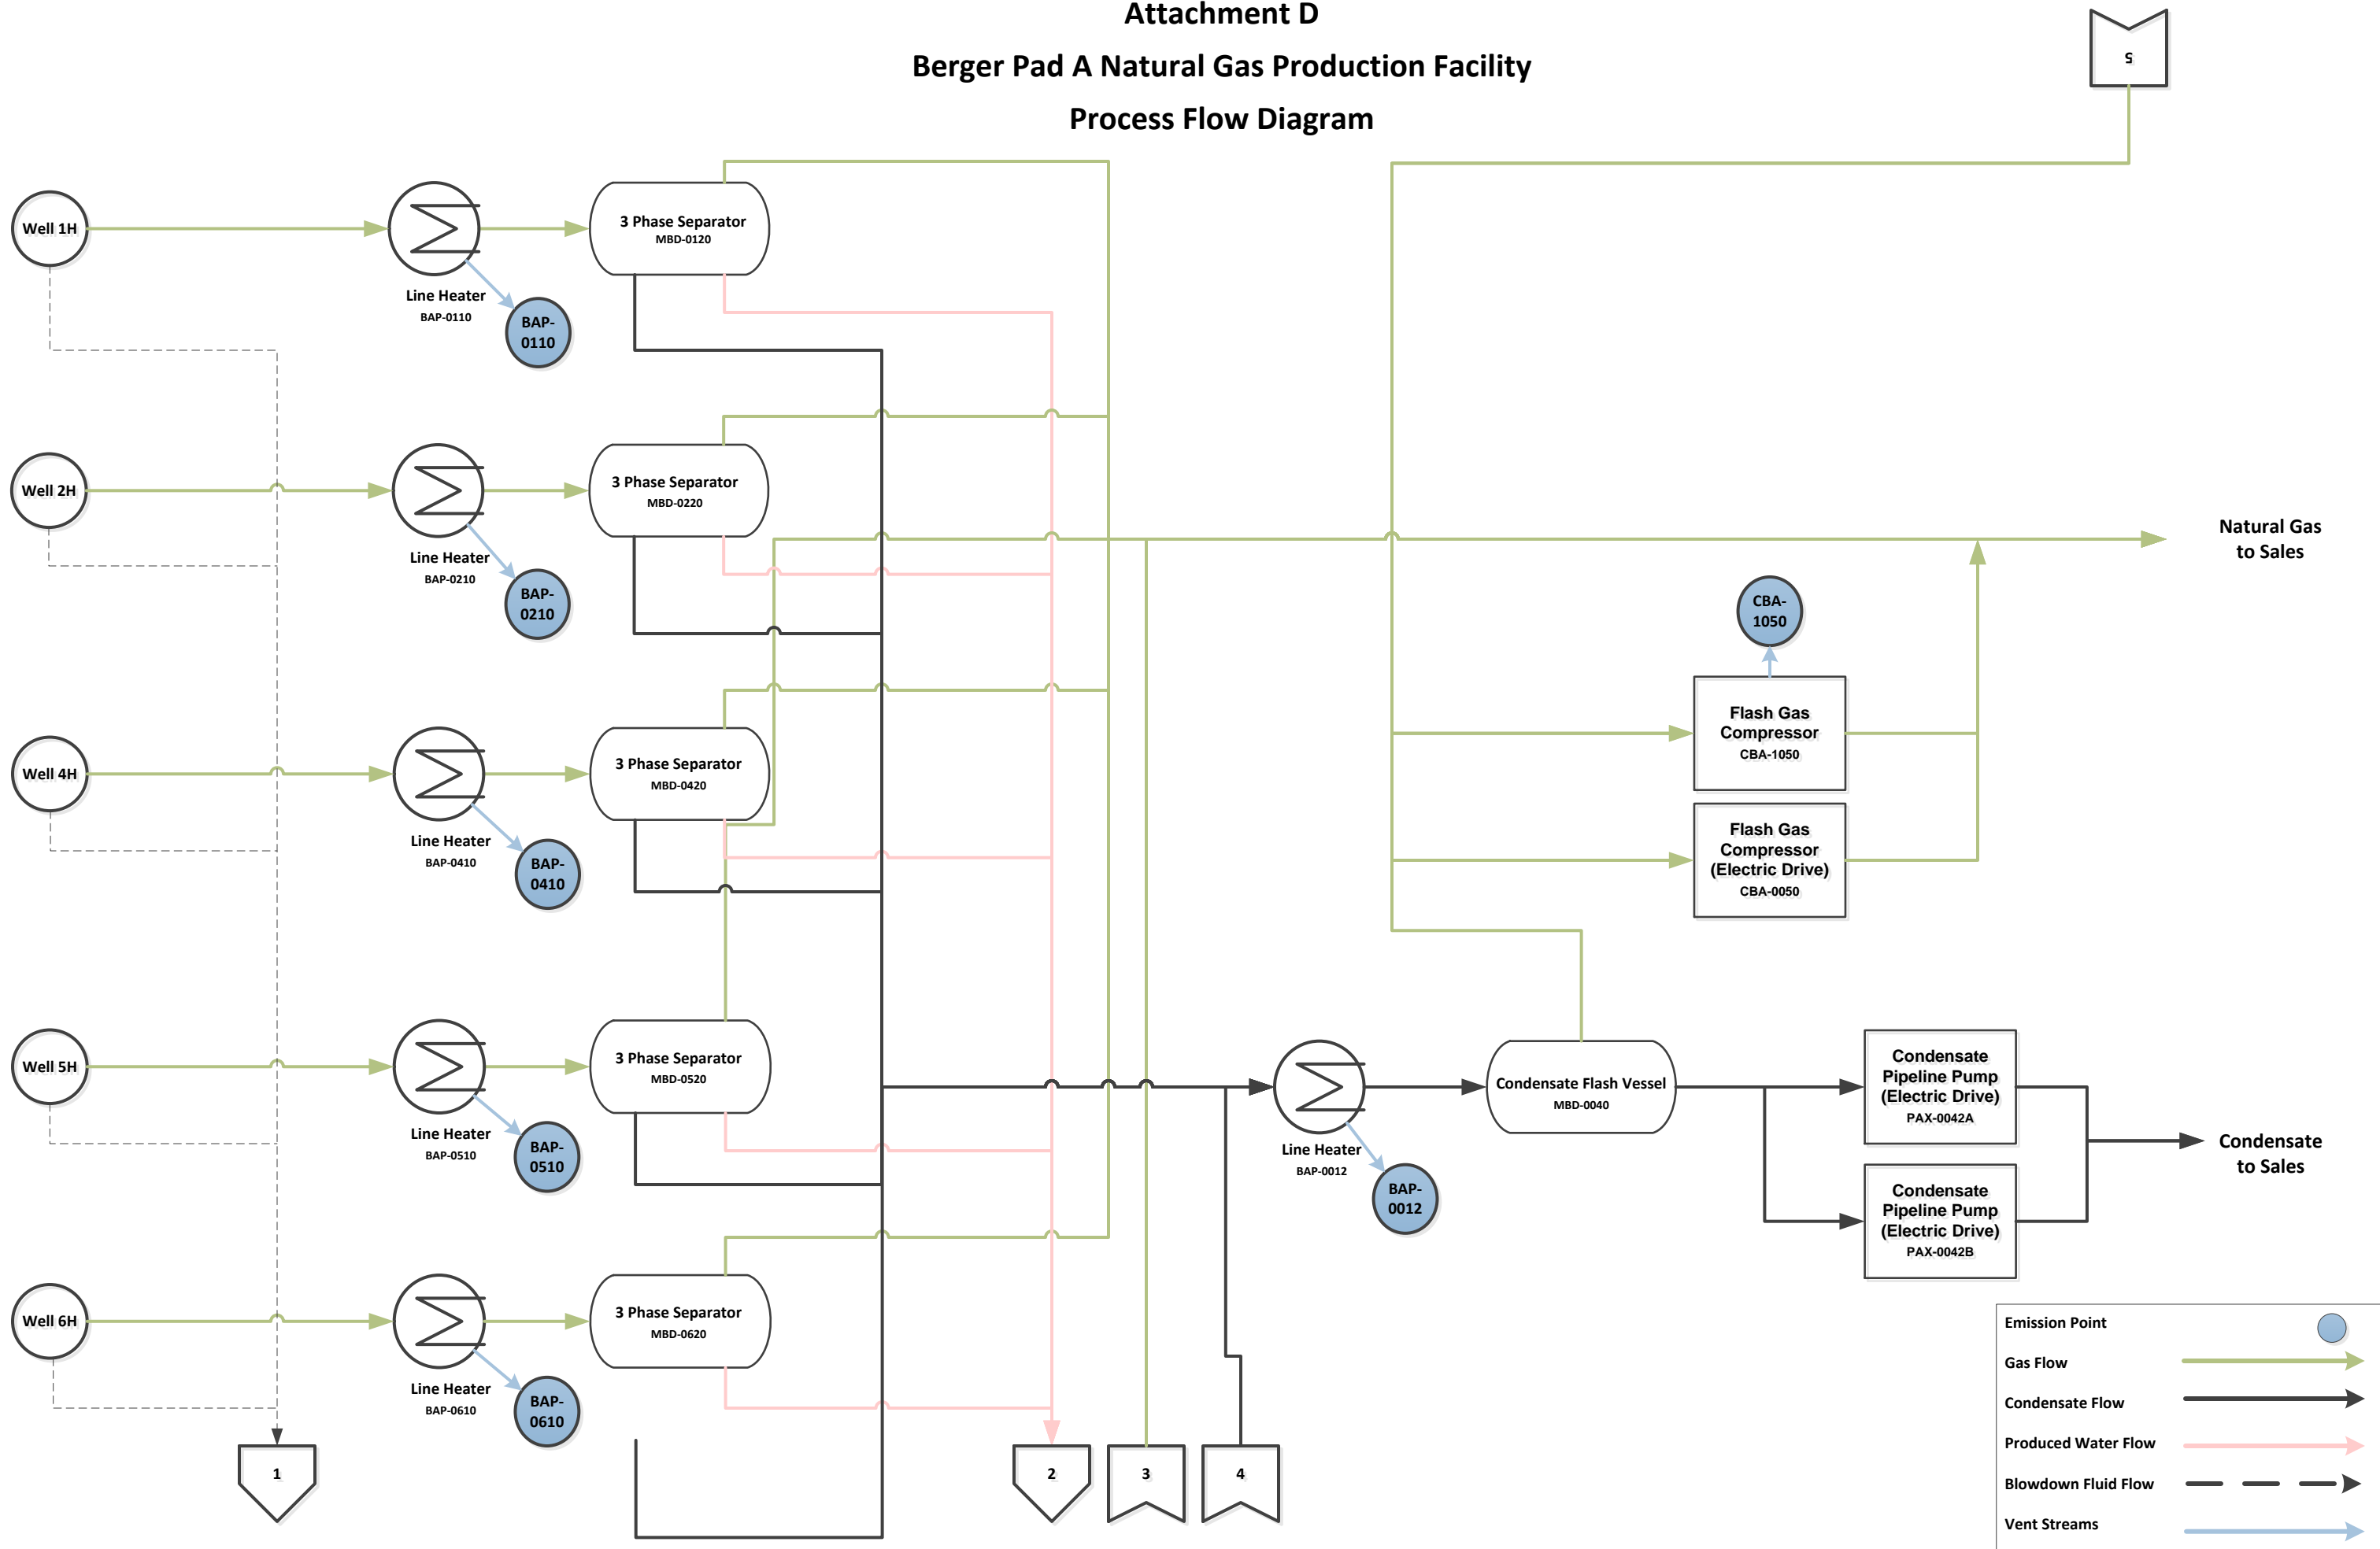 Attachment D
Berger Pad A Natural Gas Production Facility
Process Flow Diagram
5
Well 1H
Line Heater
BAP-0110
BAP-
0110
3 Phase Separator
MBD-0120
Well 2H
Line Heater
BAP-0210
BAP-
0210
3 Phase Separator
MBD-0220
Natural Gas
to Sales
CBA-
1050
Flash Gas
Compressor
CBA-1050
Well 4H
Line Heater
BAP-0410
BAP-
0410
3 Phase Separator
MBD-0420
Flash Gas
Compressor
(Electric Drive)
CBA-0050
Well 5H
Line Heater
BAP-0510
BAP-
0510
3 Phase Separator
MBD-0520
Line Heater
BAP-0012
BAP-
0012
Condensate Flash Vessel
MBD-0040
Condensate
Pipeline Pump
(Electric Drive)
PAX-0042A
Condensate
to Sales
Condensate
Pipeline Pump
(Electric Drive)
PAX-0042B
Well 6H
Line Heater
BAP-0610
BAP-
0610
3 Phase Separator
MBD-0620
1
2
3
4
Emission Point
Gas Flow
Condensate Flow
Produced Water Flow
Blowdown Fluid Flow
Vent Streams